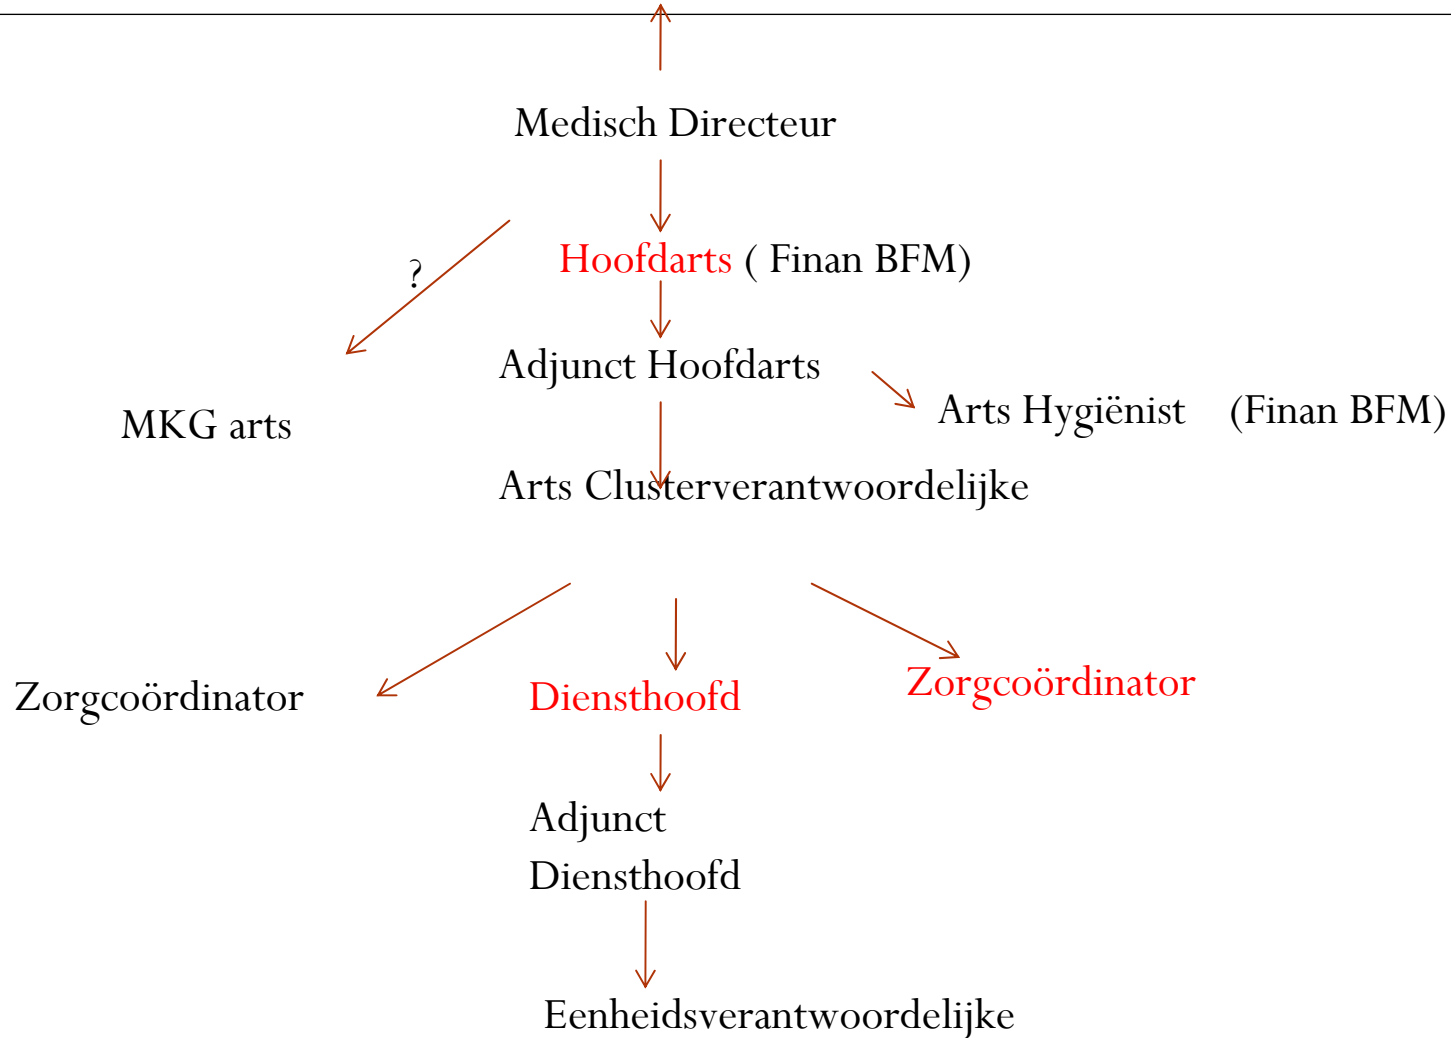 Medisch Directeur
Hoofdarts ( Finan BFM)
?
Adjunct Hoofdarts
Arts Hygiënist (Finan BFM)
MKG arts
Arts Clusterverantwoordelijke
Zorgcoördinator
Diensthoofd
Zorgcoördinator
Adjunct
Diensthoofd
Eenheidsverantwoordelijke